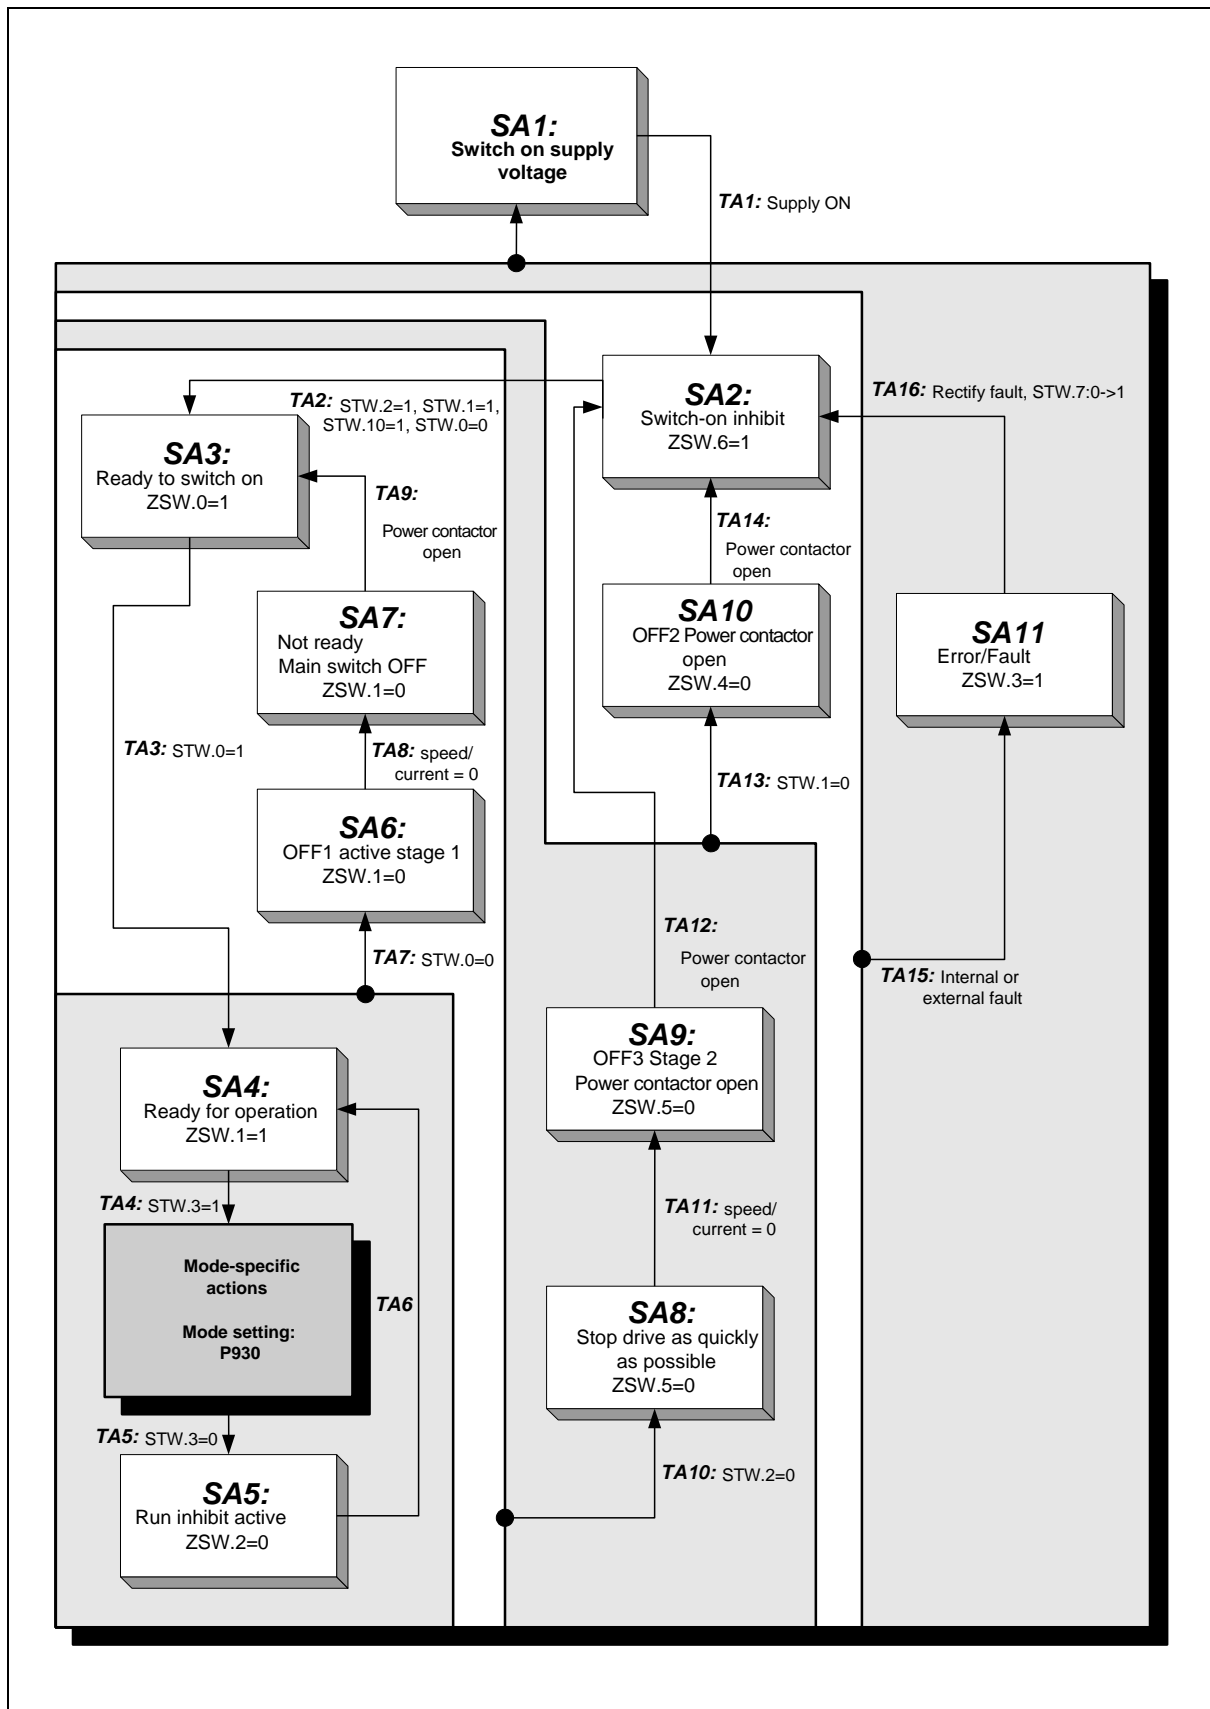 SA1:
Switch on supply
voltage
TA1: Supply ON
SA2:
Switch-on inhibit
ZSW.6=1
TA16: Rectify fault, STW.7:0->1
TA2: STW.2=1, STW.1=1,
STW.10=1, STW.0=0
SA3:
Ready to switch on
ZSW.0=1
TA9:
Power contactor
open
TA14:
Power contactor
open
SA7:
Not ready
Main switch OFF
ZSW.1=0
SA10
OFF2 Power contactor
open
ZSW.4=0
SA11
Error/Fault
ZSW.3=1
TA3: STW.0=1
TA8: speed/
current = 0
TA13: STW.1=0
SA6:
OFF1 active stage 1
ZSW.1=0
TA7: STW.0=0
TA12:
Power contactor
open
TA15: Internal or
external fault
SA4:
Ready for operation
ZSW.1=1
SA9:
OFF3 Stage 2
Power contactor open
ZSW.5=0
TA4: STW.3=1
TA11: speed/
current = 0
Mode-specific
actions
Mode setting:
P930
TA6
SA8:
Stop drive as quickly
as possible
ZSW.5=0
TA5: STW.3=0
TA10: STW.2=0
SA5:
Run inhibit active
ZSW.2=0